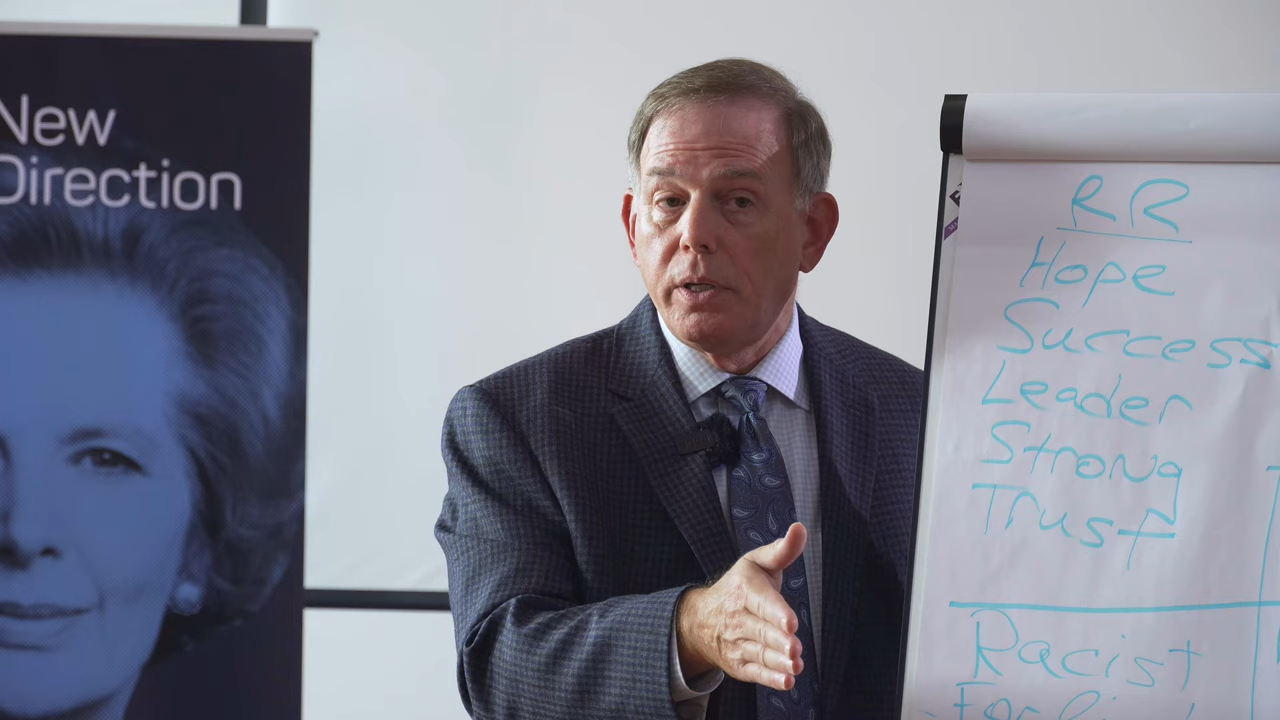 New
Direction
RR
Hope
Success
Leader
Strong
Trust
Racist